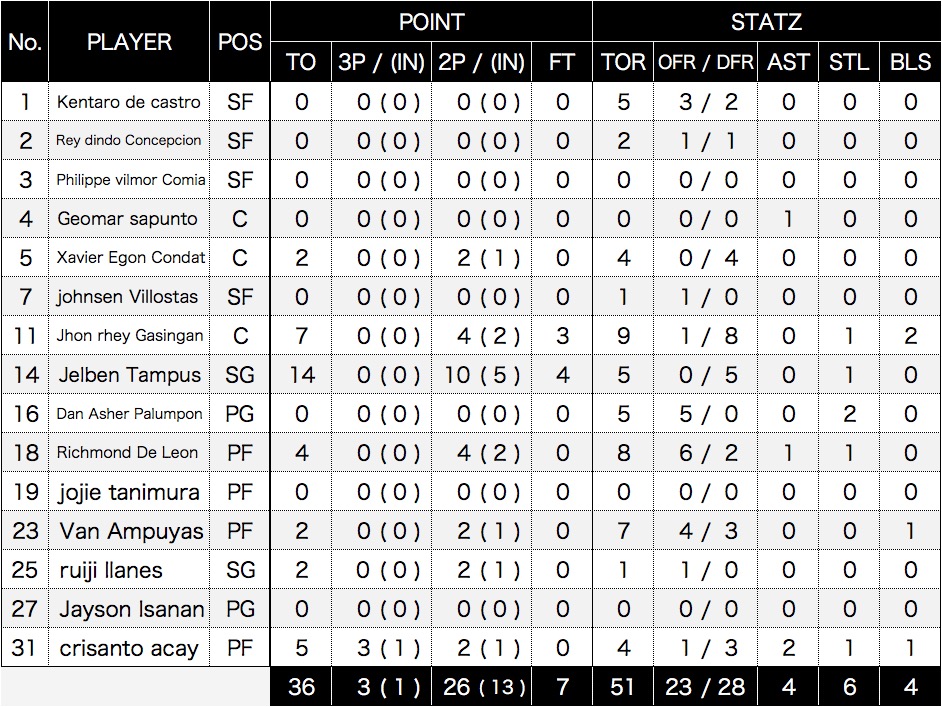 No. PLAYER POS POINT STATZ
TO 3P / (IN) 2P / (IN) FT TOR OFR / DFR AST STL BLS
1 Kentaro de castro SF 0 0 ( 0 ) 0 ( 0 ) 0 5 3 / 2 0 0 0
2 Rey dindo Concepcion SF 0 0 ( 0 ) 0 ( 0 ) 0 2 1 / 1 0 0 0
3 Philippe vilmor Comia SF 0 0 ( 0 ) 0 ( 0 ) 0 0 0 / 0 0 0 0
4 Geomar sapunto C 0 0 ( 0 ) 0 ( 0 ) 0 0 0 / 0 1 0 0
5 Xavier Egon Condat C 2 0 ( 0 ) 2 ( 1 ) 0 4 0 / 4 0 0 0
7 johnsen Villostas SF 0 0 ( 0 ) 0 ( 0 ) 0 1 1 / 0 0 0 0
11 Jhon rhey Gasingan C 7 0 ( 0 ) 4 ( 2 ) 3 9 1 / 8 0 1 2
14 Jelben Tampus SG 14 0 ( 0 ) 10 ( 5 ) 4 5 0 / 5 0 1 0
16 Dan Asher Palumpon PG 0 0 ( 0 ) 0 ( 0 ) 0 5 5 / 0 0 2 0
18 Richmond De Leon PF 4 0 ( 0 ) 4 ( 2 ) 0 8 6 / 2 1 1 0
19 jojie tanimura PF 0 0 ( 0 ) 0 ( 0 ) 0 0 0 / 0 0 0 0
23 Van Ampuyas PF 2 0 ( 0 ) 2 ( 1 ) 0 7 4 / 3 0 0 1
25 ruiji llanes SG 2 0 ( 0 ) 2 ( 1 ) 0 1 1 / 0 0 0 0
27 Jayson Isanan PG 0 0 ( 0 ) 0 ( 0 ) 0 0 0 / 0 0 0 0
31 crisanto acay PF 5 3 ( 1 ) 2 ( 1 ) 0 4 1 / 3 2 1 1
36 3 ( 1 ) 26 ( 13 ) 7 51 23 / 28 4 6 4